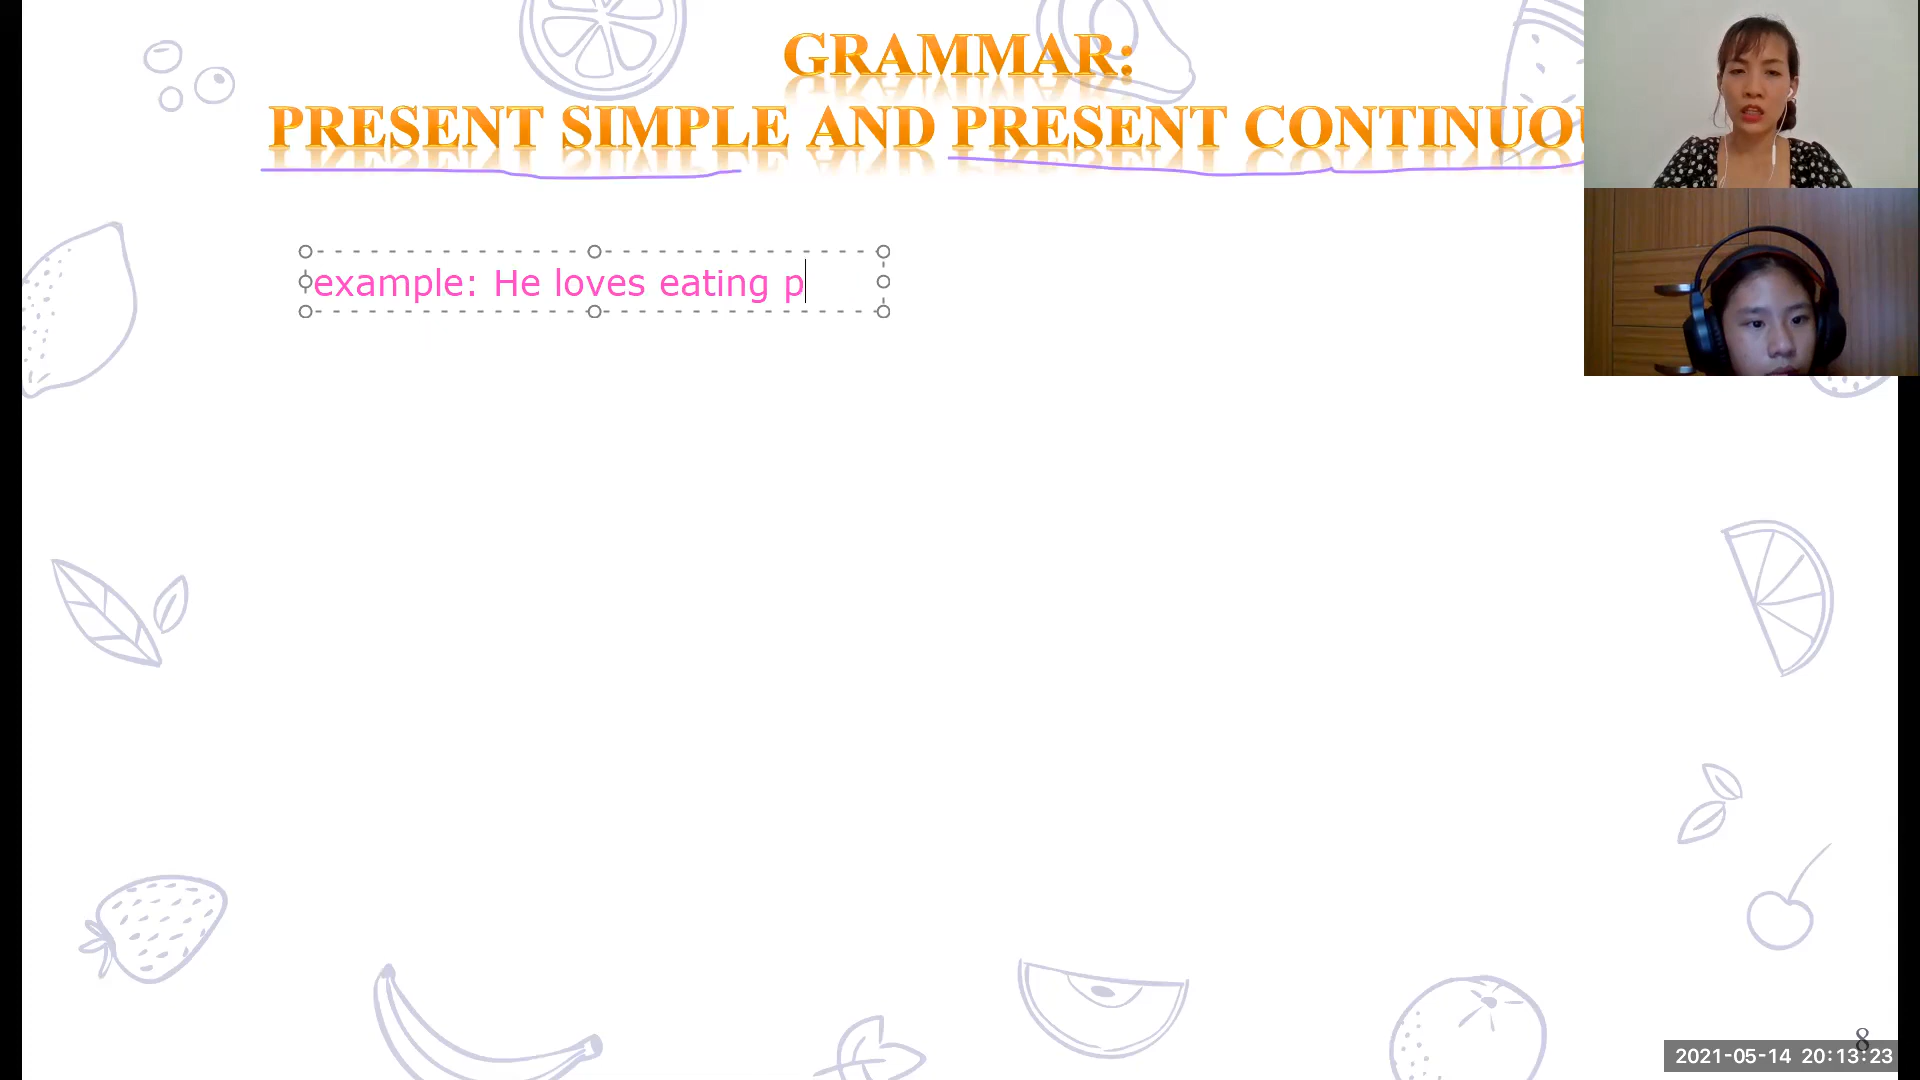 GRAMMAR:
PRESENT SIMPLE AND PRESENT CONTINUOU
example: He loves eating p
8
2021-05-14 20:13:23